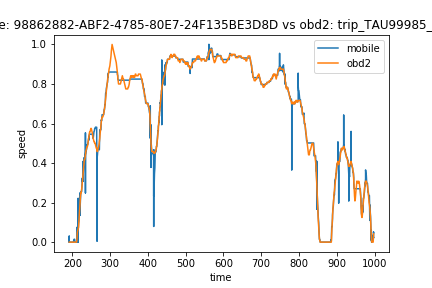 e: 98862882-ABF2-4785-80E7-24F135BE3D8D vs obd2: trip_TAU99985_
mobile
obd2
1.0
0.8
0.6
0.4
0.2
0.0
speed
200 300 400 500 600 700 800 900 1000
time